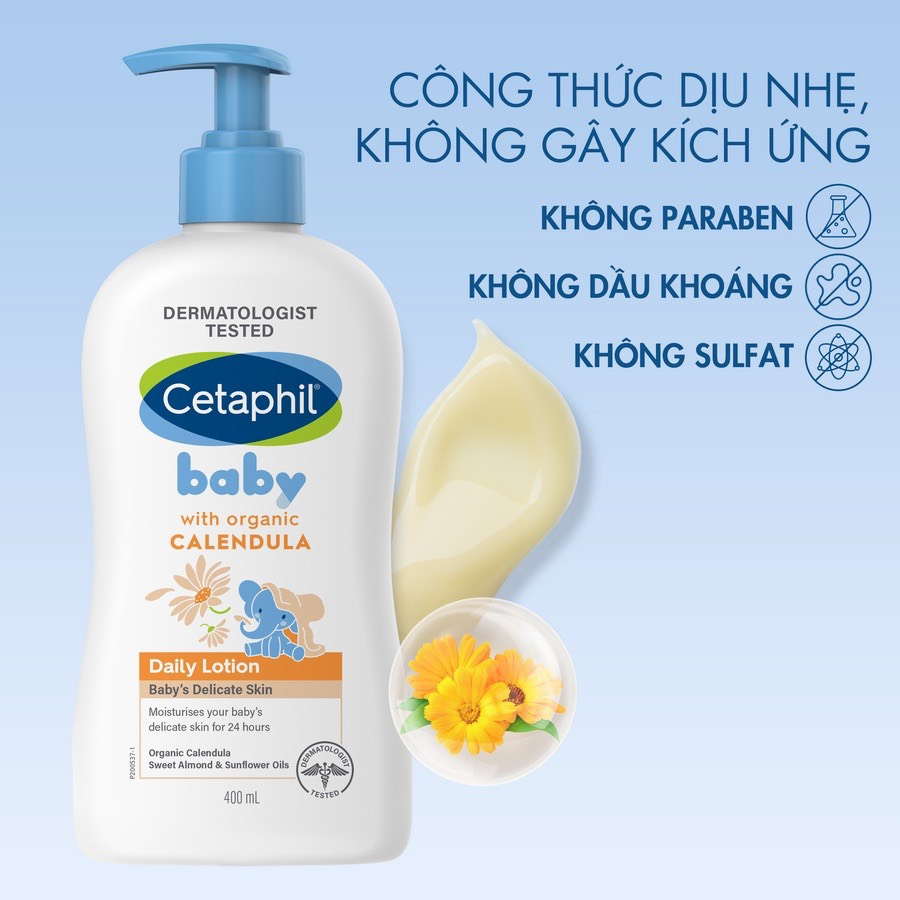 CÔNG THỨC DỊU NHẸ,
KHÔNG GÂY KÍCH ỨNG
KHÔNG PARABEN
KHÔNG DẦU KHOÁNG
KHÔNG SULFAT
DERMATOLOGIST
TESTED
Cetaphil®
baby
with organic
CALENDULA
Daily Lotion
Baby's Delicate Skin
Moisturises your baby's
delicate skin for 24 hours
Organic Calendula
Sweet Almond & Sunflower Oils
DERMATOLOGIST
TESTED
400 mL
P200537-1